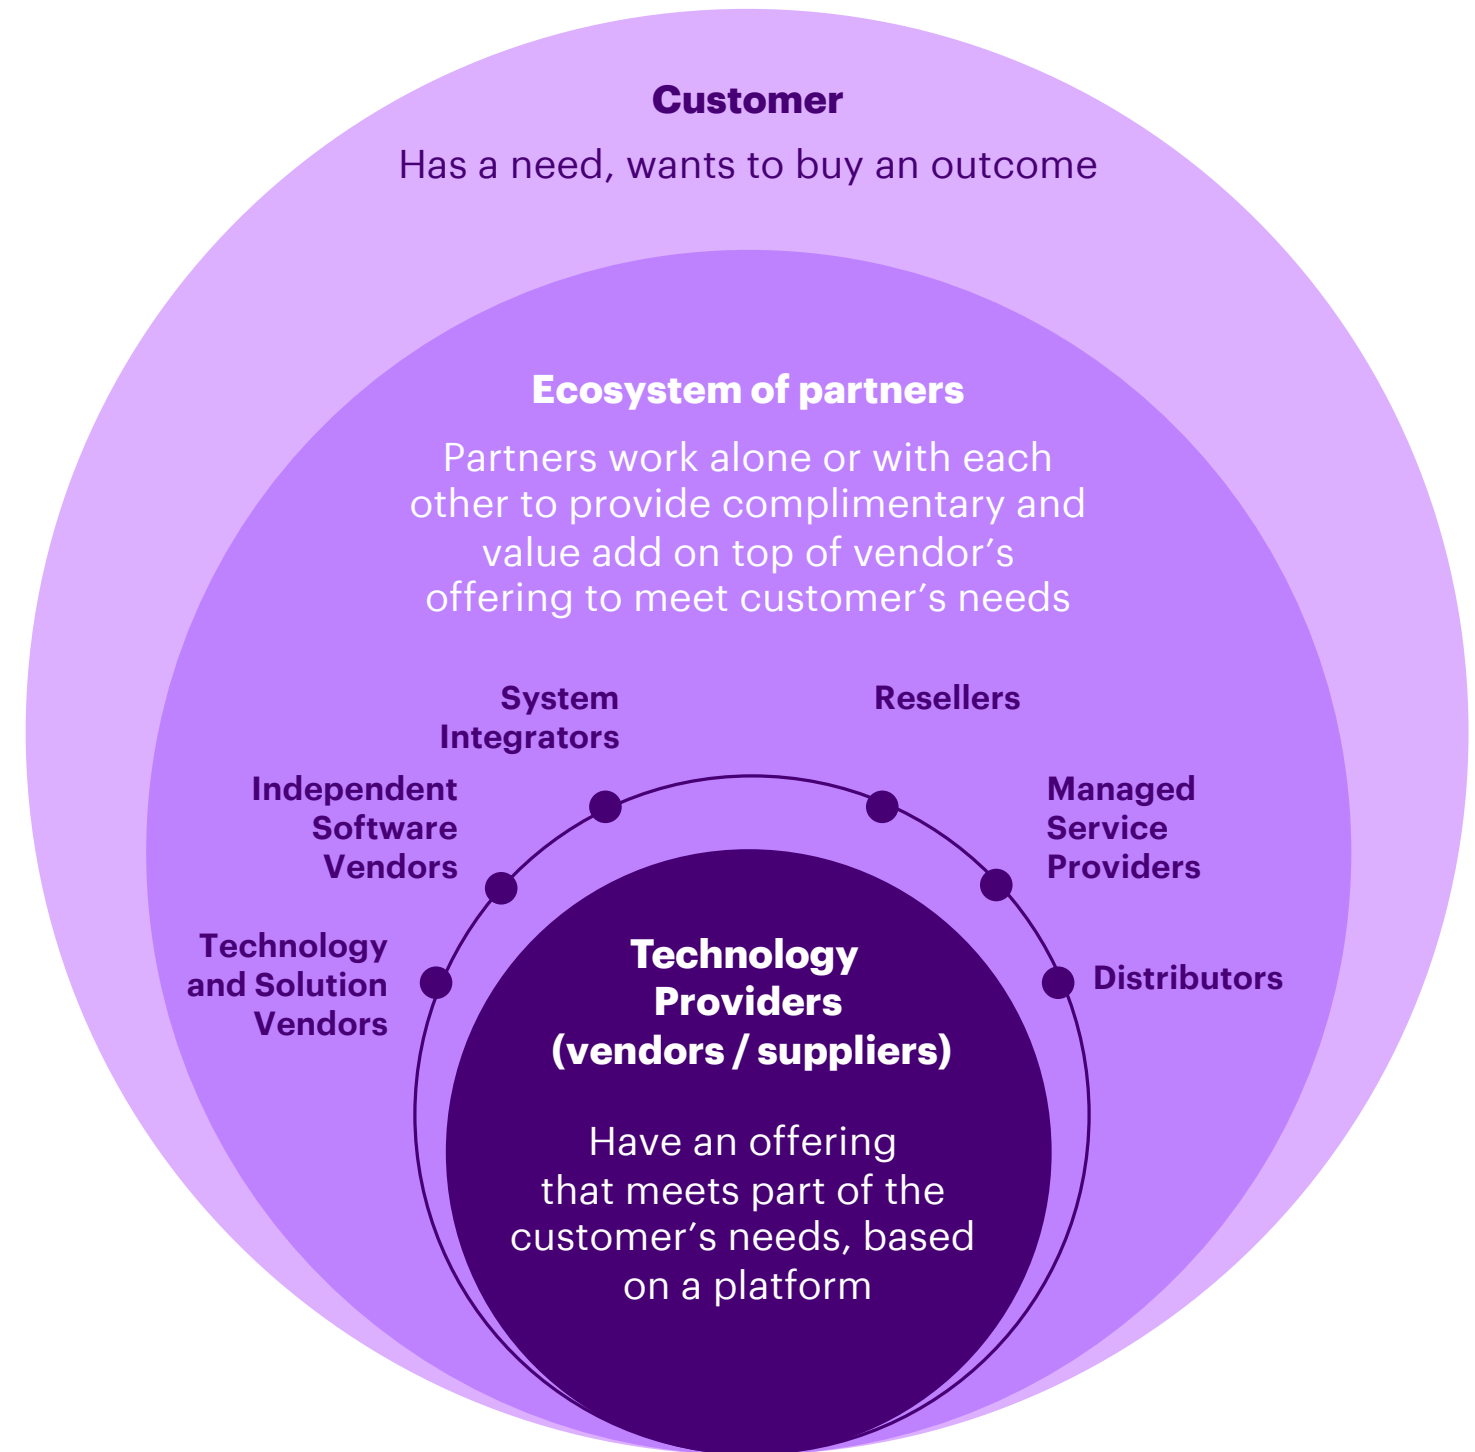 Customer
Has a need, wants to buy an outcome
Ecosystem of partners
Partners work alone or with each
other to provide complimentary and
value add on top of vendor’s
offering to meet customer’s needs
System
Integrators
Resellers
Independent
Software
Vendors
Managed
Service
Providers
Technology
and Solution
Vendors
Distributors
Technology
Providers
(vendors / suppliers)
Have an offering
that meets part of the
customer’s needs, based
on a platform